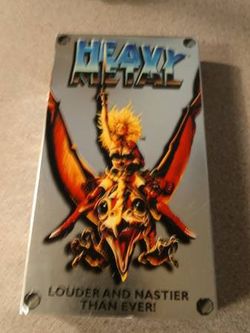 HEAVY
METAL
LOUDER AND NASTIER
THAN EVER!